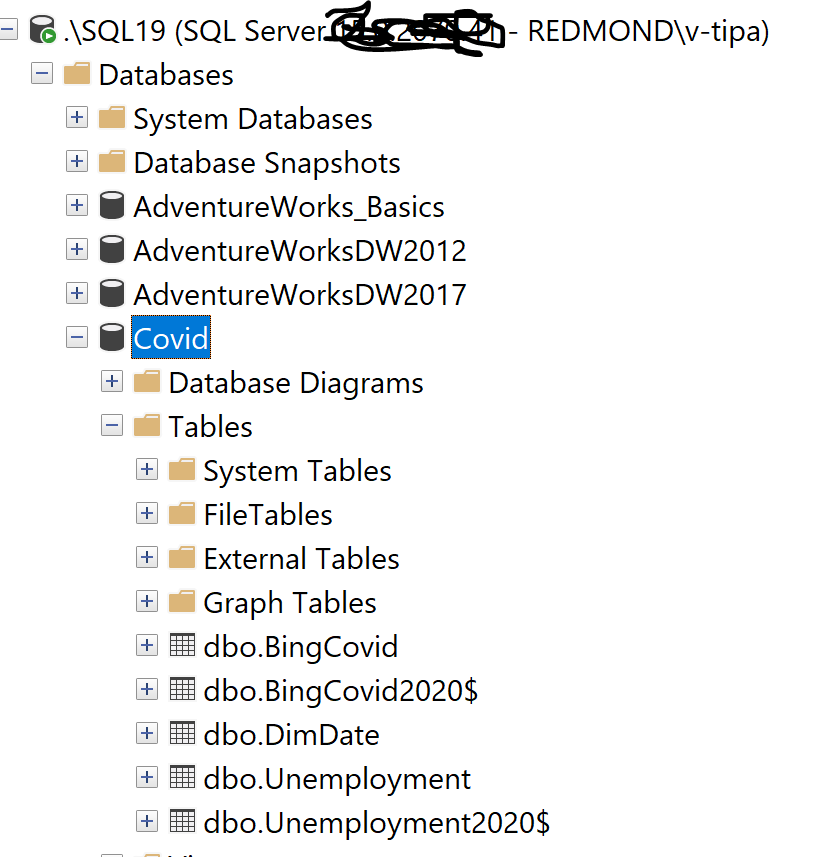 .\SQL19 (SQL Server - REDMOND\v-tipa)
Databases
System Databases
Database Snapshots
AdventureWorks_Basics
AdventureWorksDW2012
AdventureWorksDW2017
Covid
Database Diagrams
Tables
System Tables
FileTables
External Tables
Graph Tables
dbo.BingCovid
dbo.BingCovid2020$
dbo.DimDate
dbo.Unemployment
dbo.Unemployment2020$